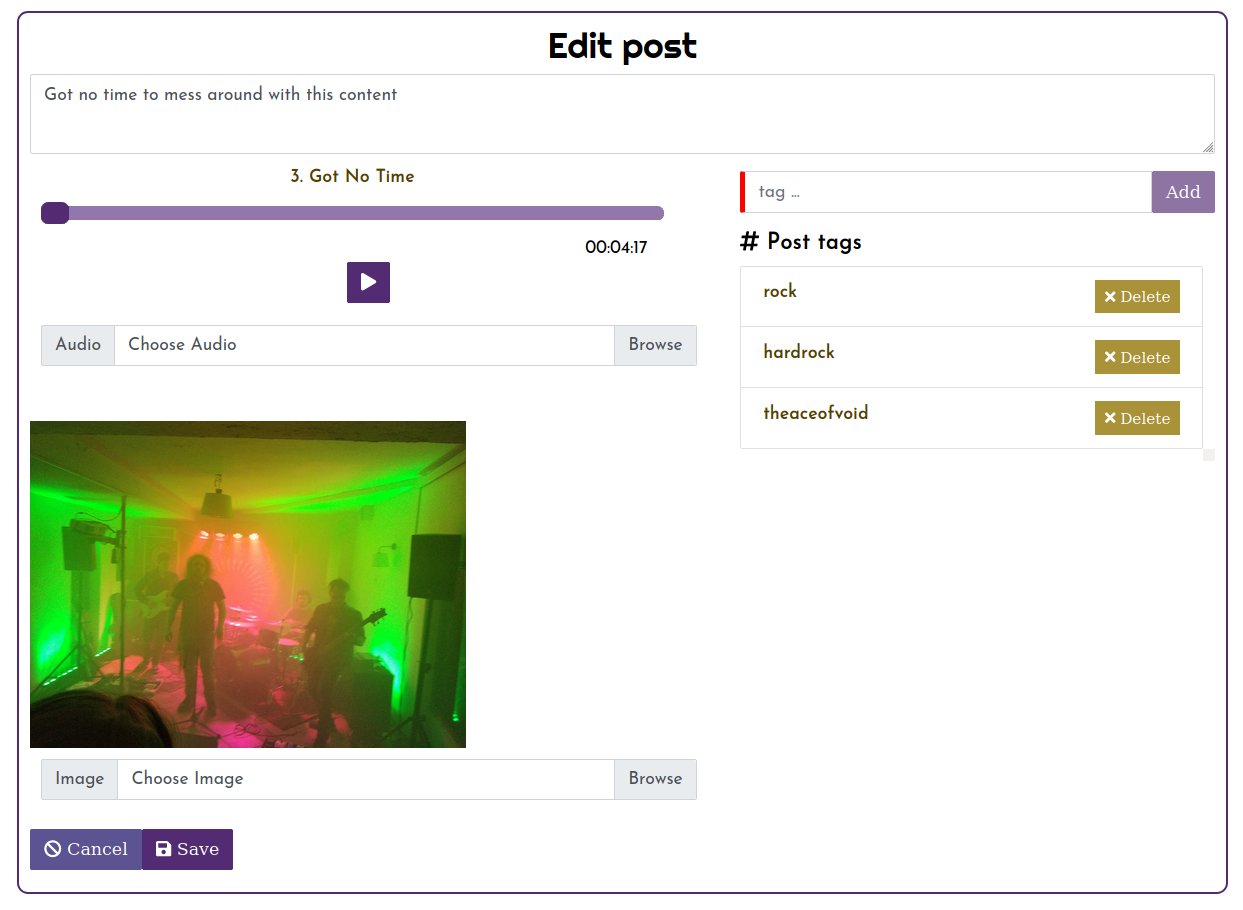 Edit post
Got no time to mess around with this content
3. Got No Time
00:04:17
Audio Choose Audio Browse
Image Choose Image Browse
Cancel Save
tag ... Add
# Post tags
rock Delete
hardrock Delete
theaceofvoid Delete